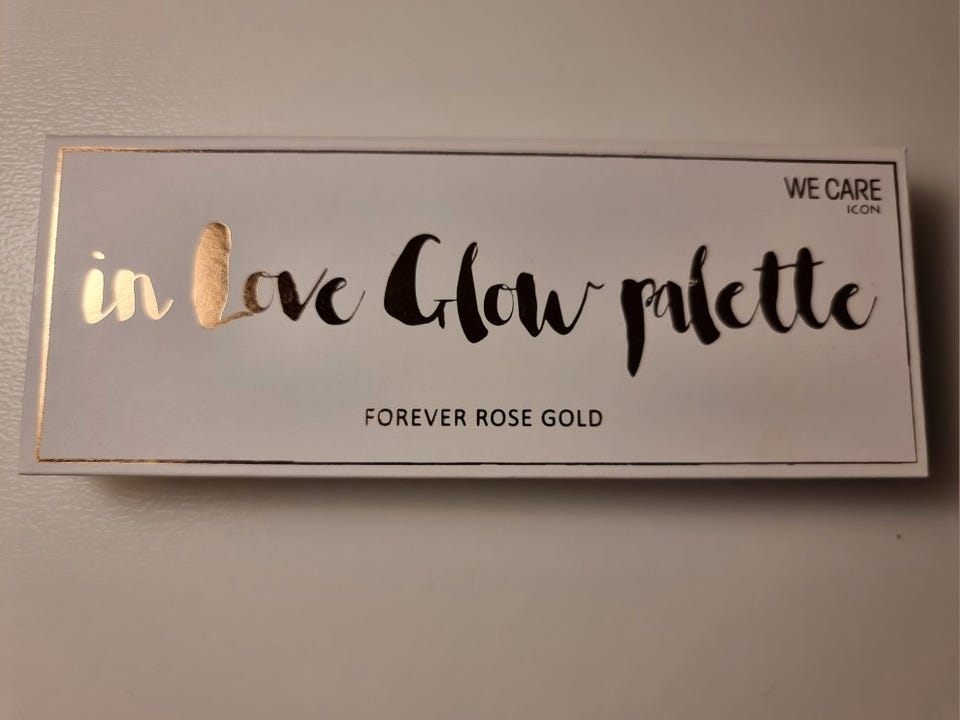 WE CARE
ICON
in Love Glow palette
FOREVER ROSE GOLD